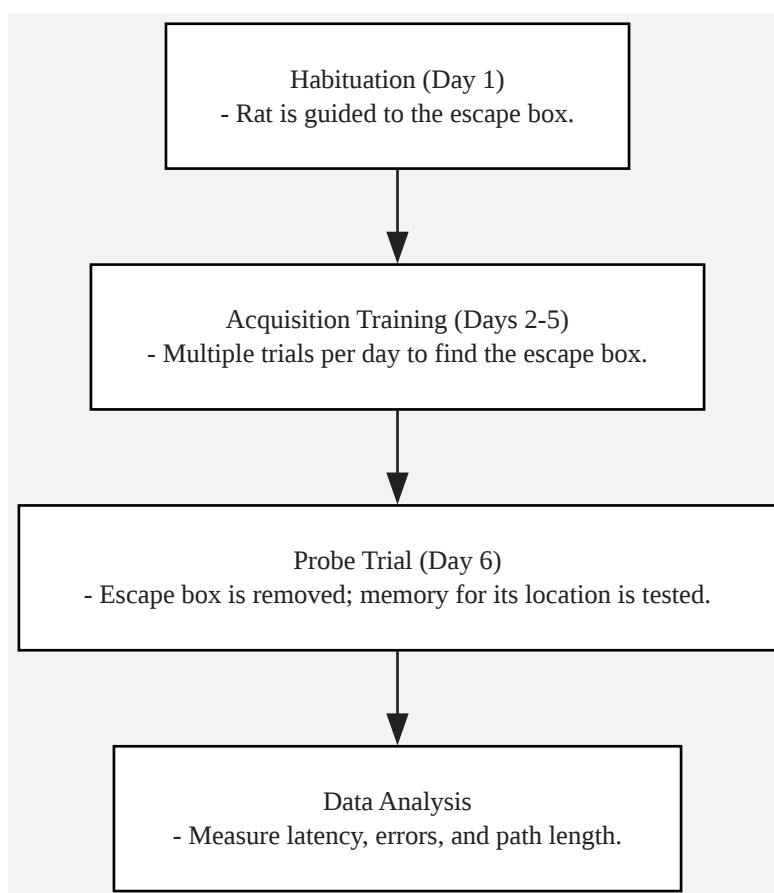 Habituation (Day 1)
- Rat is guided to the escape box.
Acquisition Training (Days 2-5)
- Multiple trials per day to find the escape box.
Probe Trial (Day 6)
- Escape box is removed; memory for its location is tested.
Data Analysis
- Measure latency, errors, and path length.